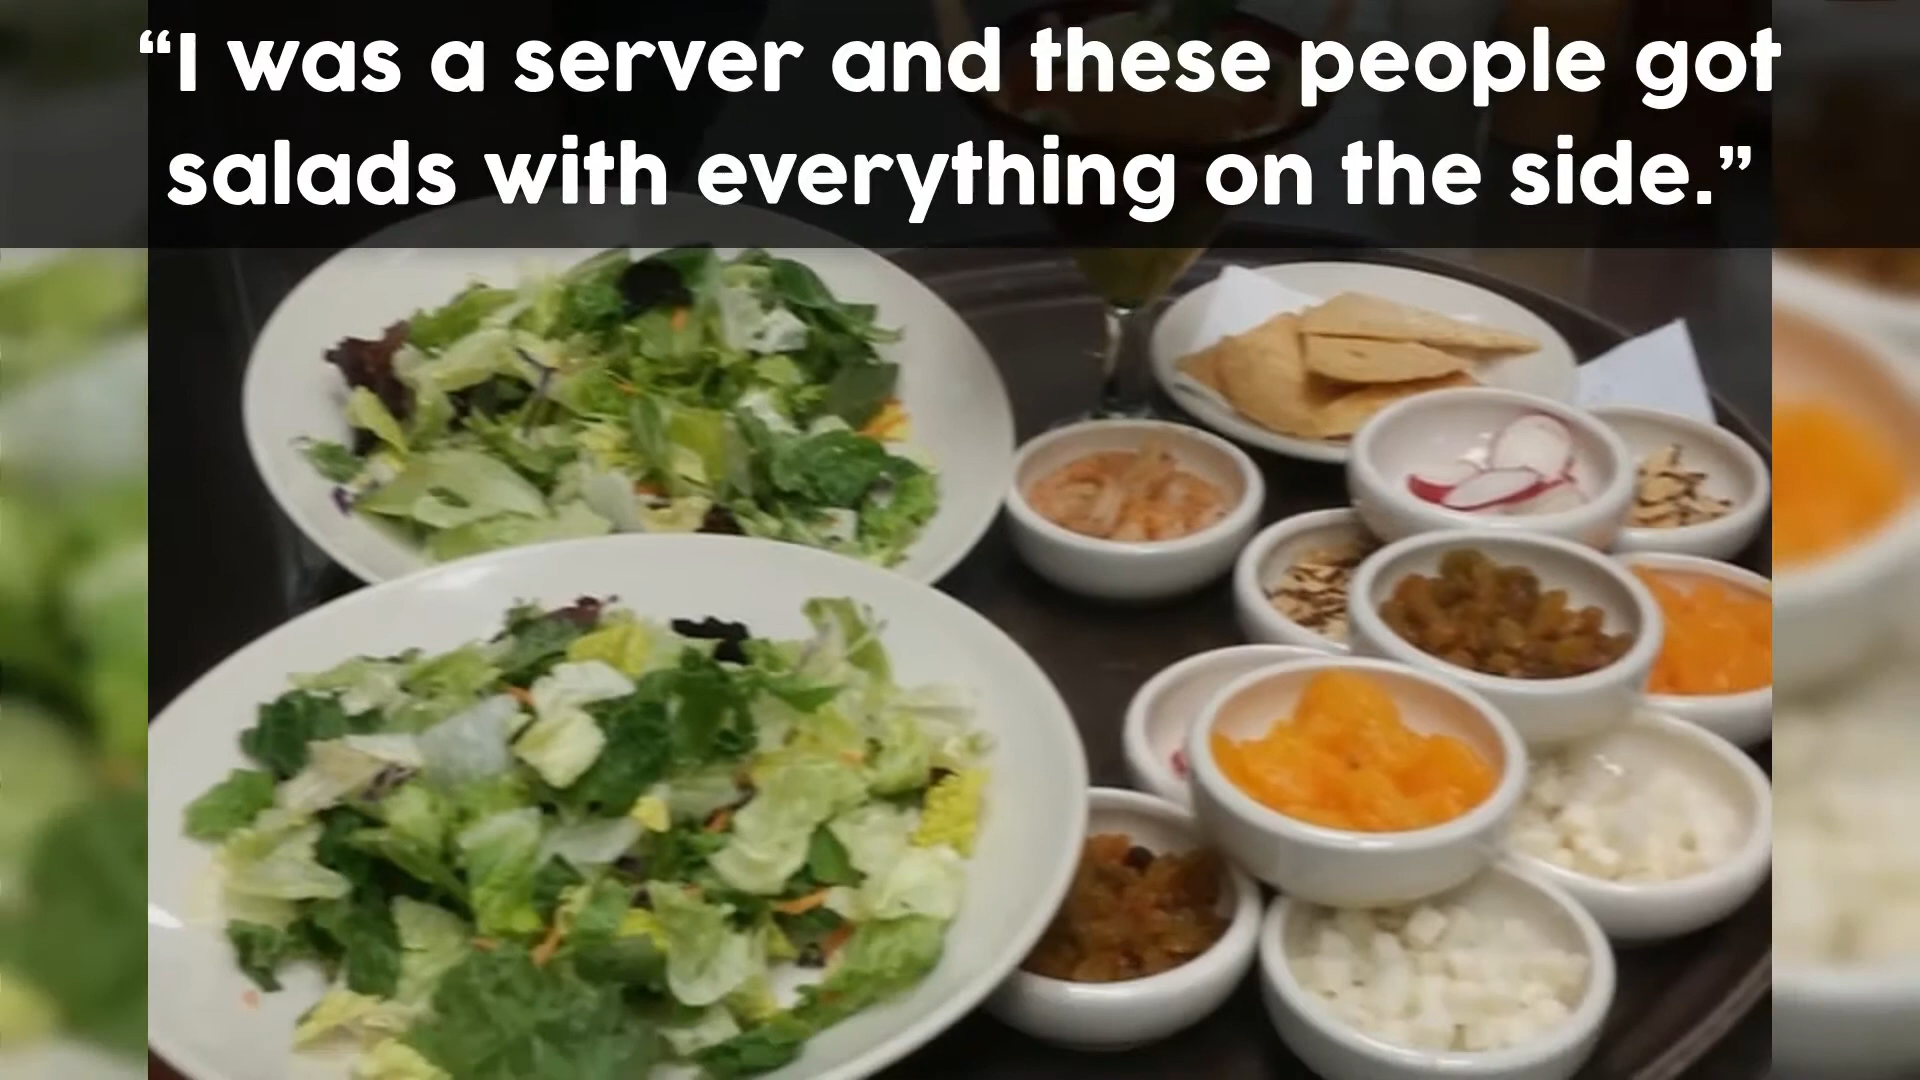 “I was a server and these people got
salads with everything on the side.”